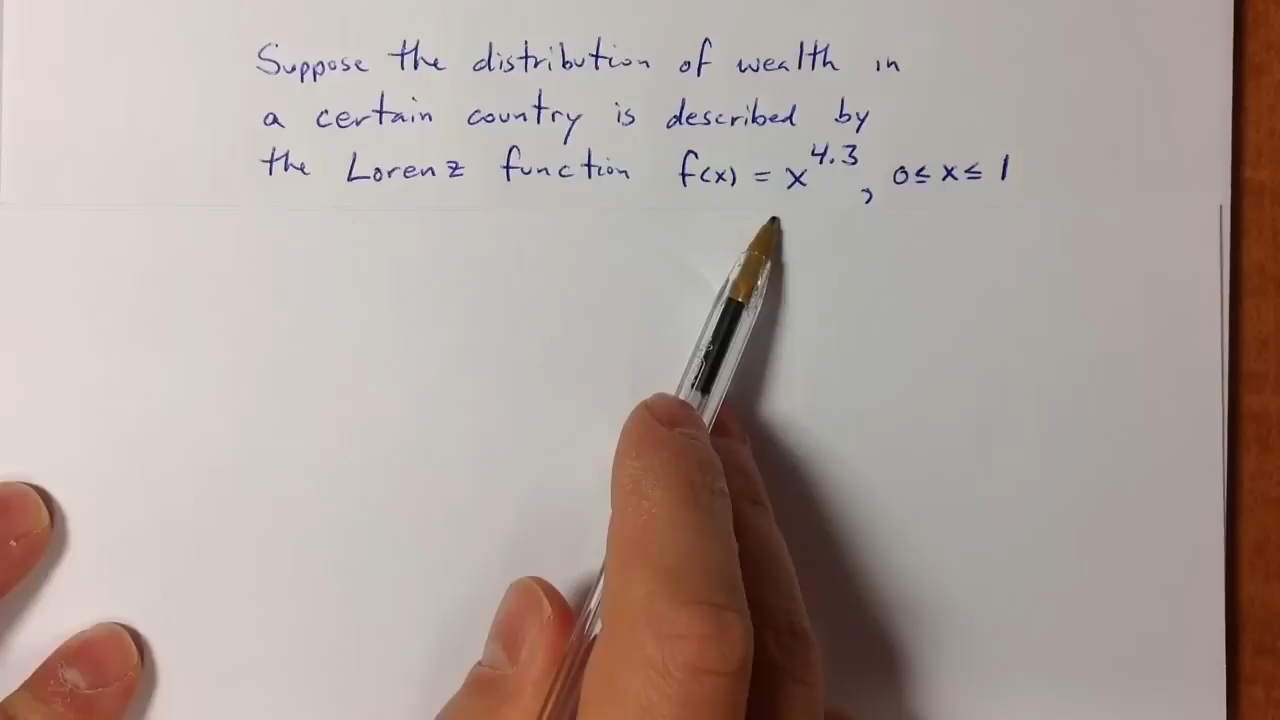 Suppose the distribution of wealth in
a certain country is described by
the Lorenz function f(x) = x^4.3, 0≤ x ≤ 1